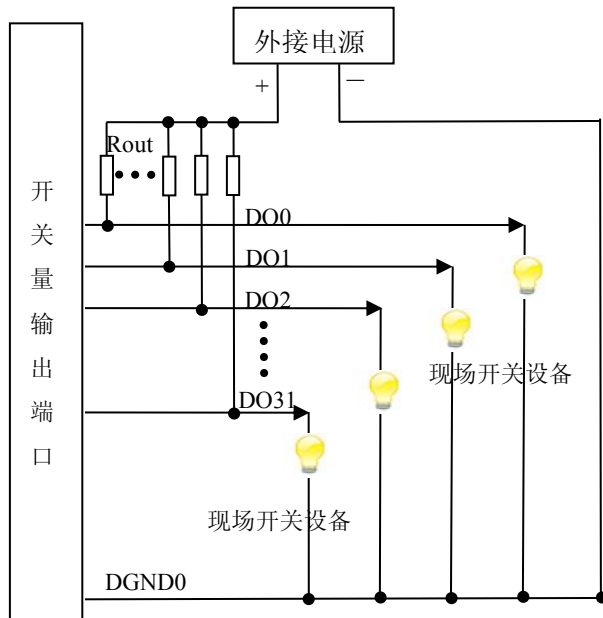 外接电源
+ －
Rout
开关量输出端口
DO0
DO1
DO2
现场开关设备
DO31
现场开关设备
DGND0